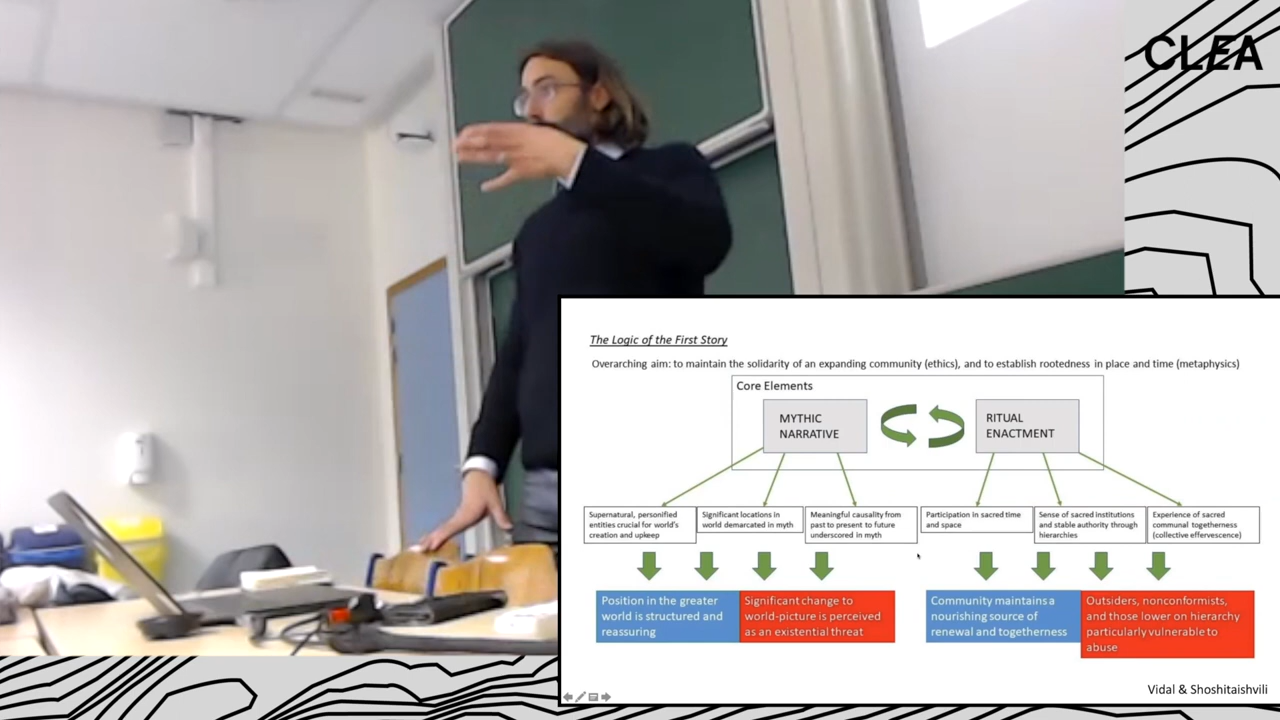 CLEA
The Logic of the First Story
Overarching aim: to maintain the solidarity of an expanding community (ethics), and to establish rootedness in place and time (metaphysics)
Core Elements
MYTHIC
NARRATIVE
RITUAL
ENACTMENT
Supernatural, personified
entities crucial for world's
creation and upkeep
Significant locations in
world demarcated in myth
Meaningful causality from
past to present to future
underscored in myth
Participation in sacred time
and space
Sense of sacred institutions
and stable authority through
hierarchies
Experience of sacred
communal togetherness
(collective effervescence)
Position in the greater
world is structured and
reassuring
Significant change to
world-picture is perceived
as an existential threat
Community maintains a
nourishing source of
renewal and togetherness
Outsiders, nonconformists,
and those lower on hierarchy
particularly vulnerable to
abuse
Vidal & Shoshitaishvili